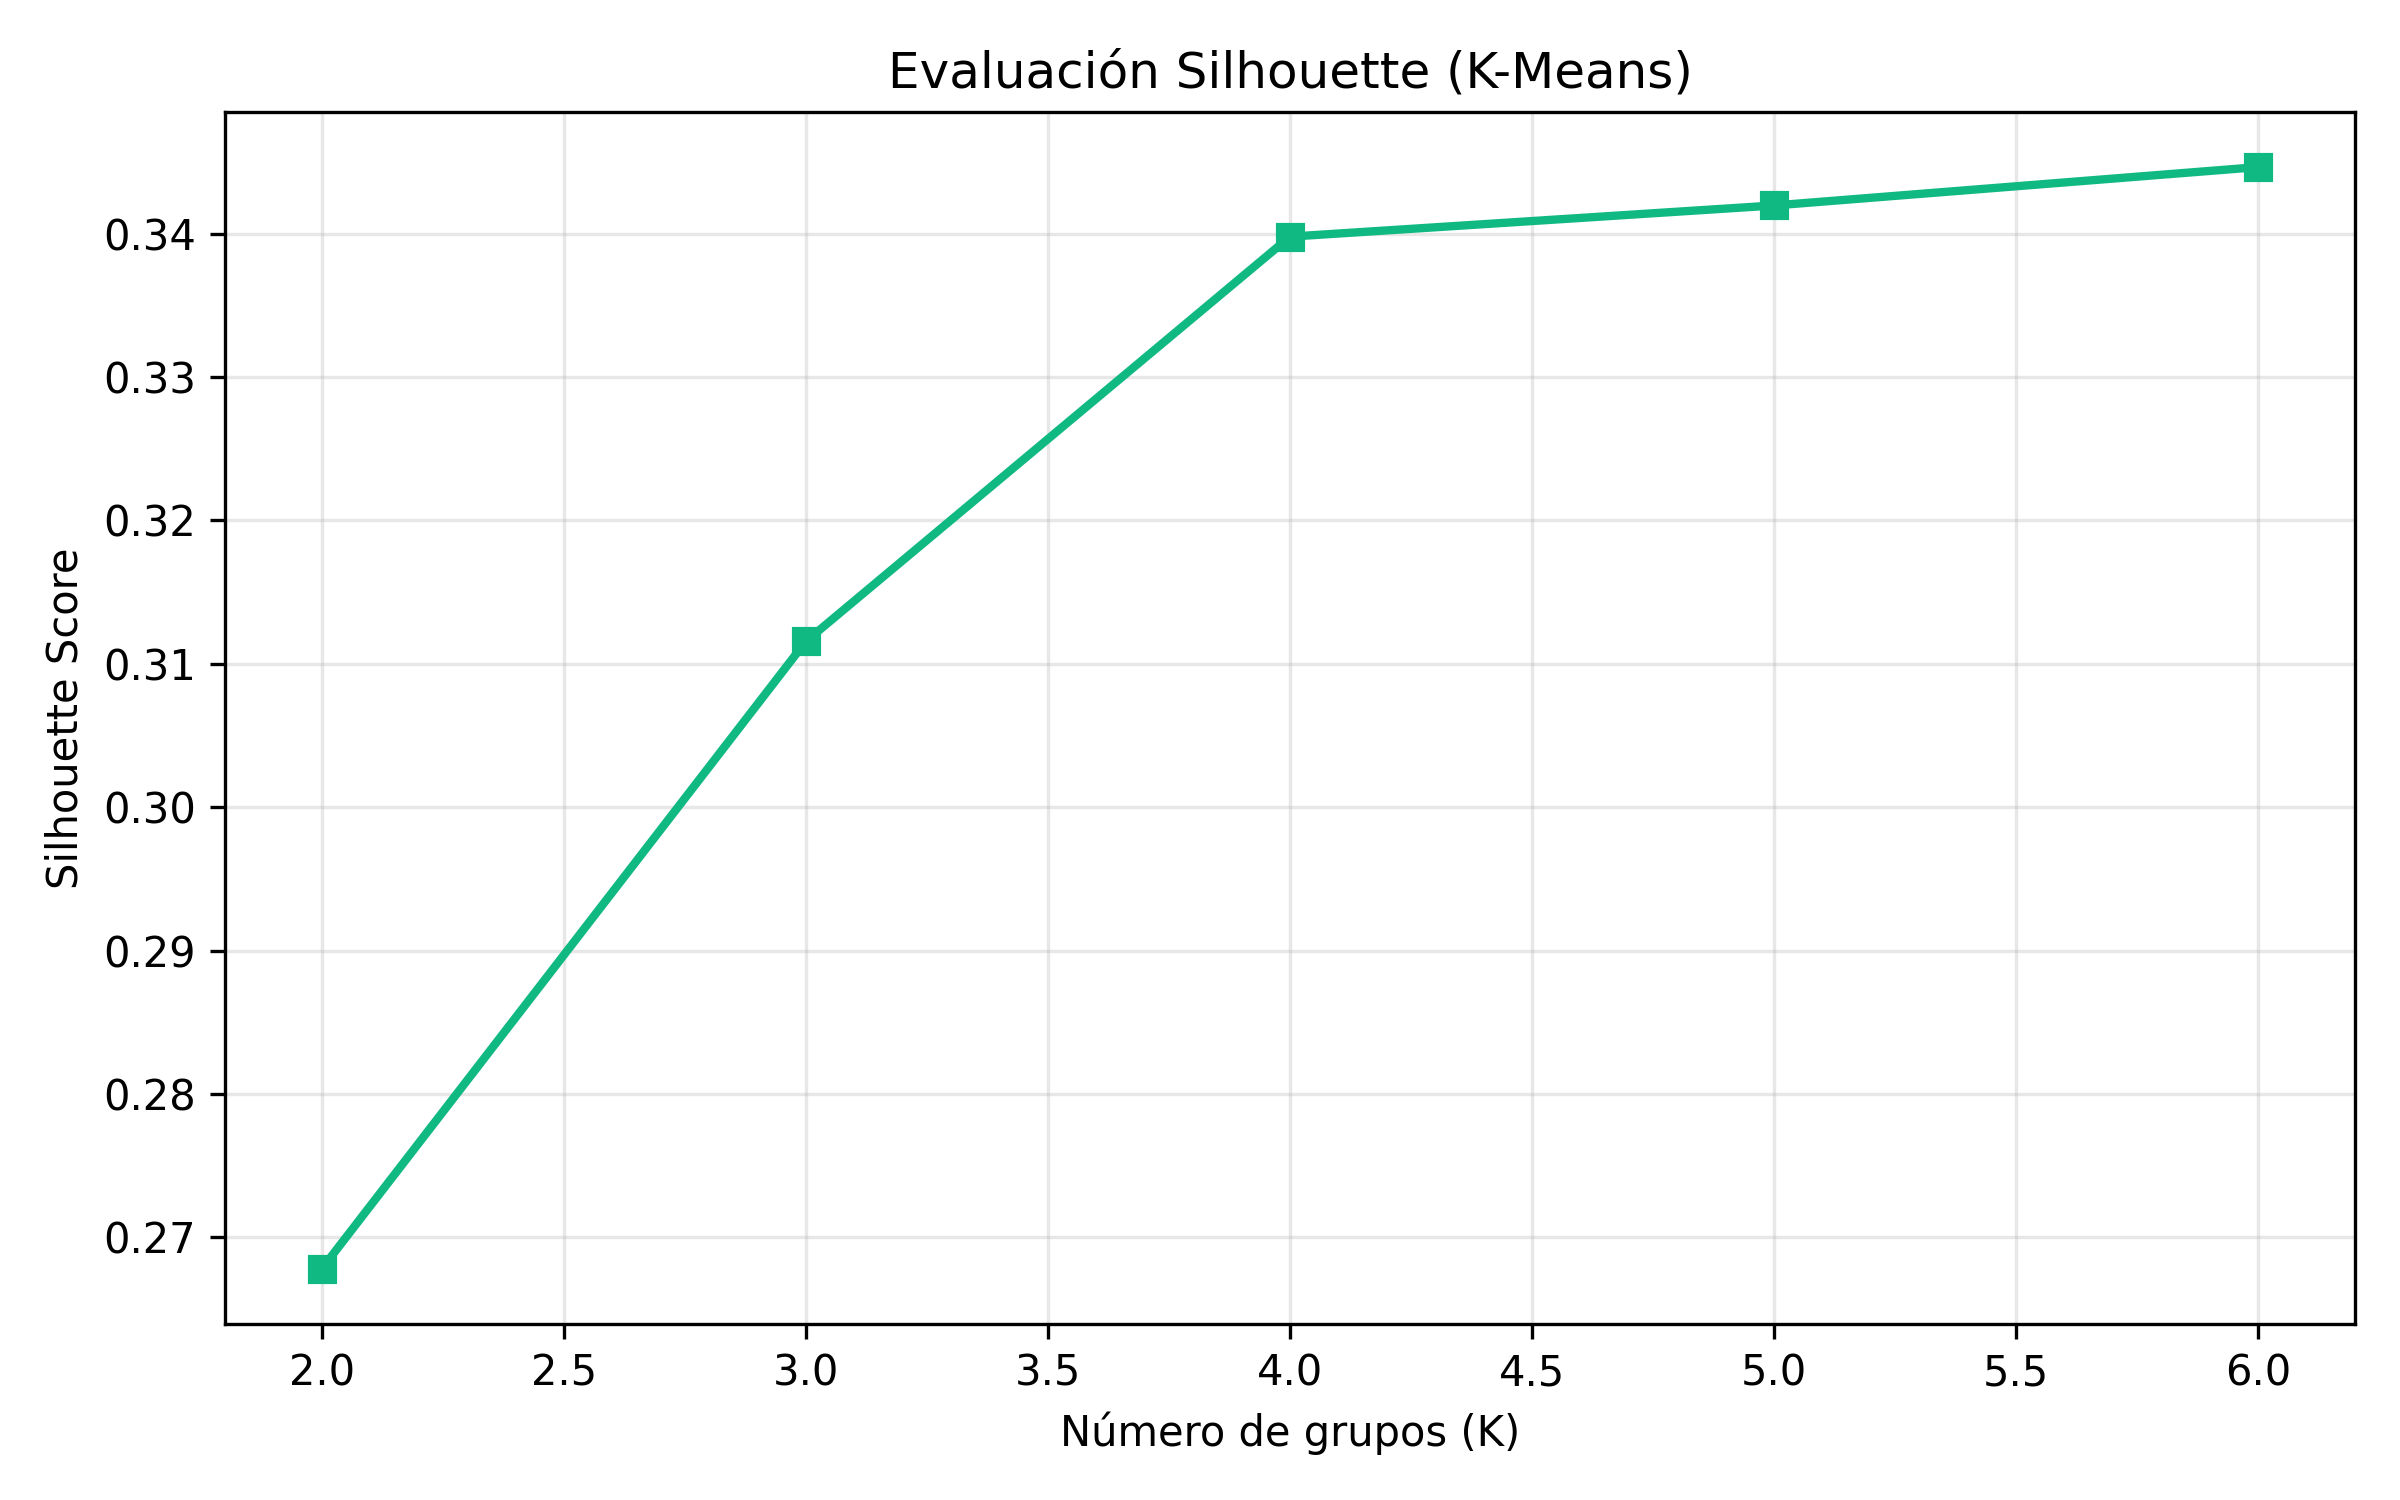 Evaluación Silhouette (K-Means)
Silhouette Score
0.34
0.33
0.32
0.31
0.30
0.29
0.28
0.27
2.0 2.5 3.0 3.5 4.0 4.5 5.0 5.5 6.0
Número de grupos (K)